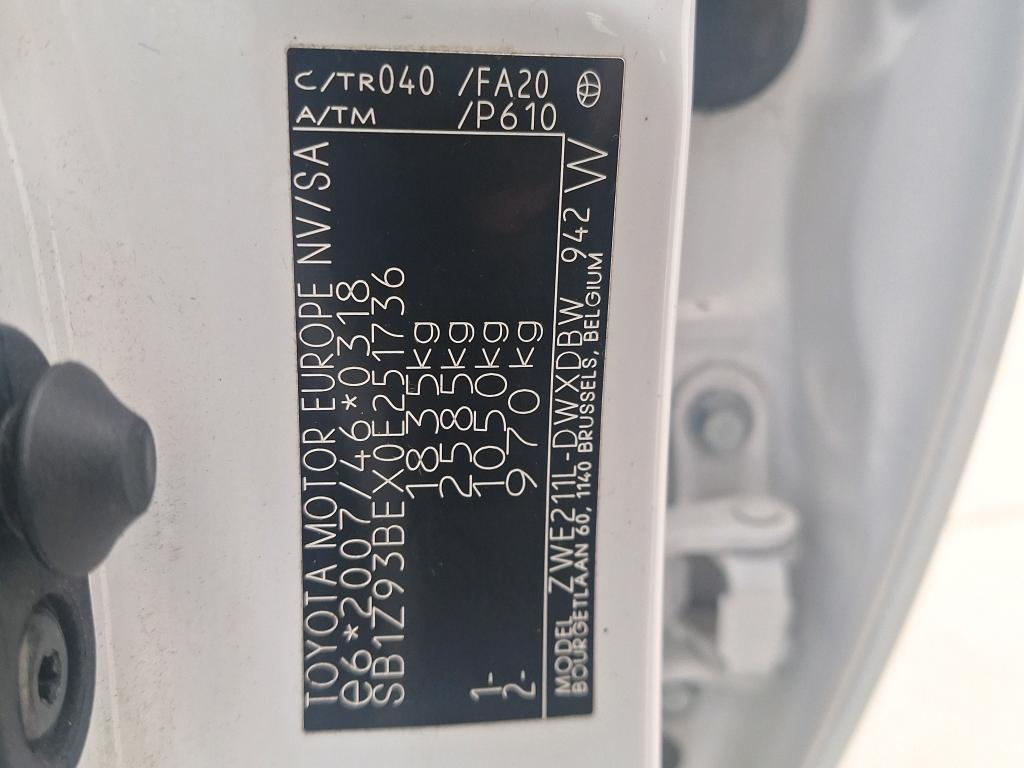 C/TR040 /FA20
A/TM /P610
TOYOTA MOTOR EUROPE NV/SA
e6*2007/46*0318
SB1Z93BEX0E251736
1835kg
2585kg
1- 1050kg
2- 970kg
MODEL ZWE211L-DWXDBW 942 W
BOURGETLAAN 60, 1140 BRUSSELS, BELGIUM